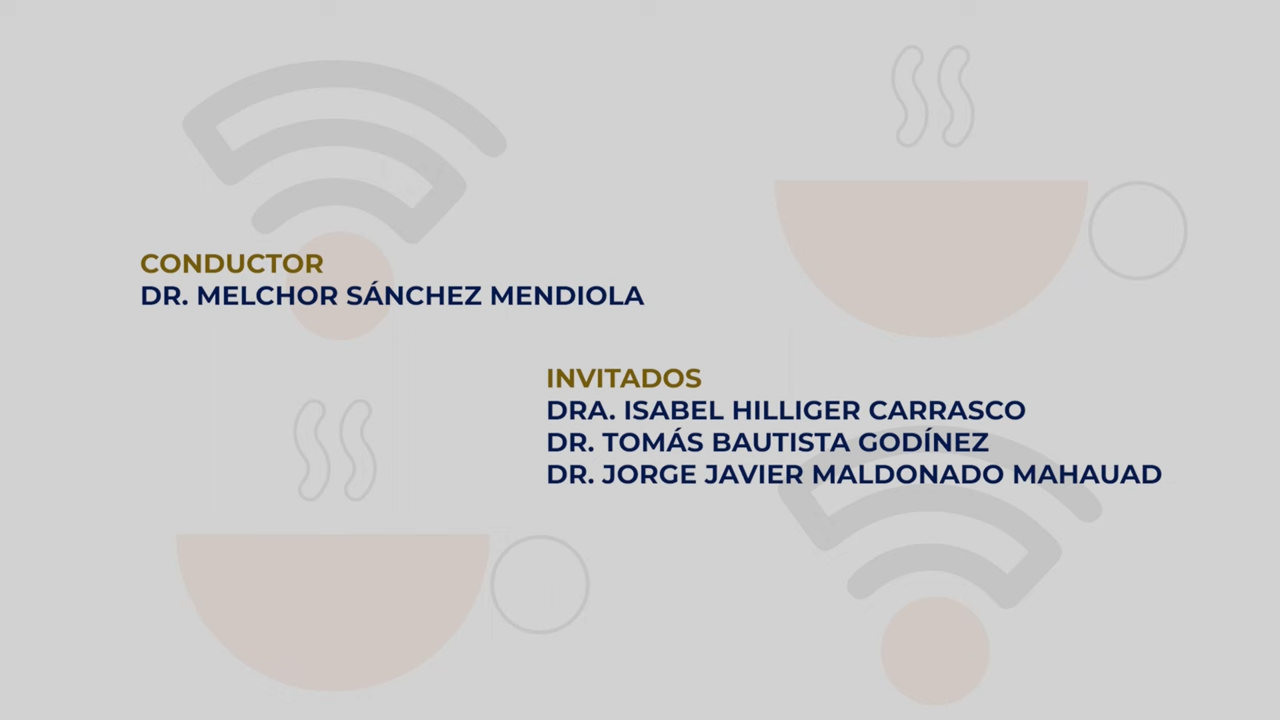 CONDUCTOR
DR. MELCHOR SÁNCHEZ MENDIOLA
INVITADOS
DRA. ISABEL HILLIGER CARRASCO
DR. TOMÁS BAUTISTA GODÍNEZ
DR. JORGE JAVIER MALDONADO MAHAUAD